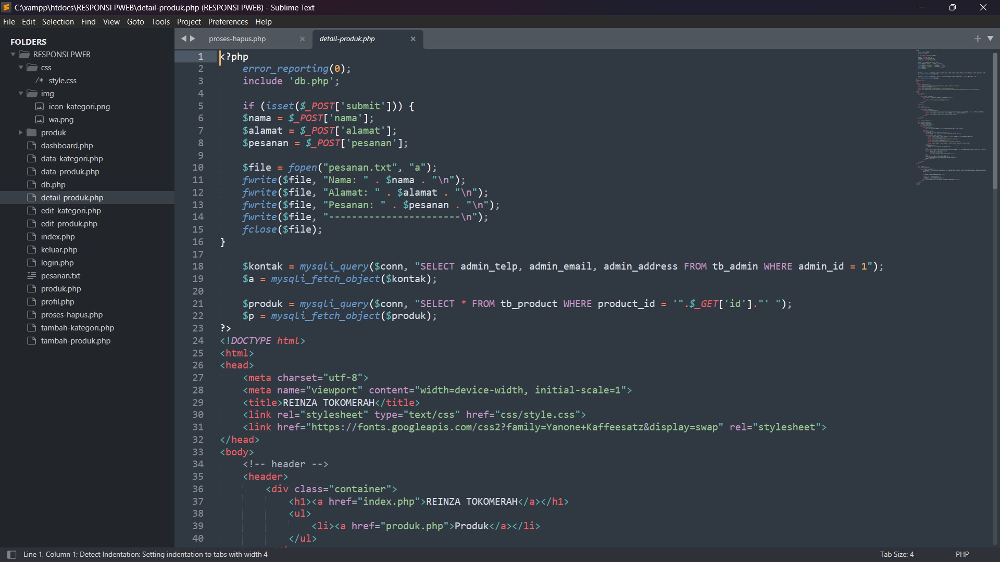 C:\xampp\htdocs\RESPONSI PWEB\detail-produk.php (RESPONSI PWEB) - Sublime Text
File Edit Selection Find View Goto Tools Project Preferences Help
FOLDERS
RESPONSI PWEB
css
/* style.css
img
icon-kategori.png
wa.png
produk
dashboard.php
data-kategori.php
data-produk.php
db.php
detail-produk.php
edit-kategori.php
edit-produk.php
index.php
keluar.php
login.php
pesanan.txt
produk.php
profil.php
proses-hapus.php
tambah-kategori.php
tambah-produk.php
proses-hapus.php detail-produk.php
1 <?php
2     error_reporting(0);
3     include 'db.php';
4
5     if (isset($_POST['submit'])) {
6     $nama = $_POST['nama'];
7     $alamat = $_POST['alamat'];
8     $pesanan = $_POST['pesanan'];
9
10     $file = fopen("pesanan.txt", "a");
11     fwrite($file, "Nama: " . $nama . "\n");
12     fwrite($file, "Alamat: " . $alamat . "\n");
13     fwrite($file, "Pesanan: " . $pesanan . "\n");
14     fwrite($file, "-----------------------\n");
15     fclose($file);
16 }
17
18     $kontak = mysqli_query($conn, "SELECT admin_telp, admin_email, admin_address FROM tb_admin WHERE admin_id = 1");
19     $a = mysqli_fetch_object($kontak);
20
21     $produk = mysqli_query($conn, "SELECT * FROM tb_product WHERE product_id = '".$_GET['id']."' ");
22     $p = mysqli_fetch_object($produk);
23 ?>
24 <!DOCTYPE html>
25 <html>
26 <head>
27     <meta charset="utf-8">
28     <meta name="viewport" content="width=device-width, initial-scale=1">
29     <title>REINZA TOKOMERAH</title>
30     <link rel="stylesheet" type="text/css" href="css/style.css">
31     <link href="https://fonts.googleapis.com/css2?family=Yanone+Kaffeesatz&display=swap" rel="stylesheet">
32 </head>
33 <body>
34     <!-- header -->
35     <header>
36         <div class="container">
37             <h1><a href="index.php">REINZA TOKOMERAH</a></h1>
38             <ul>
39                 <li><a href="produk.php">Produk</a></li>
40             </ul>
Line 1, Column 1; Detect Indentation: Setting indentation to tabs with width 4
Tab Size: 4
PHP